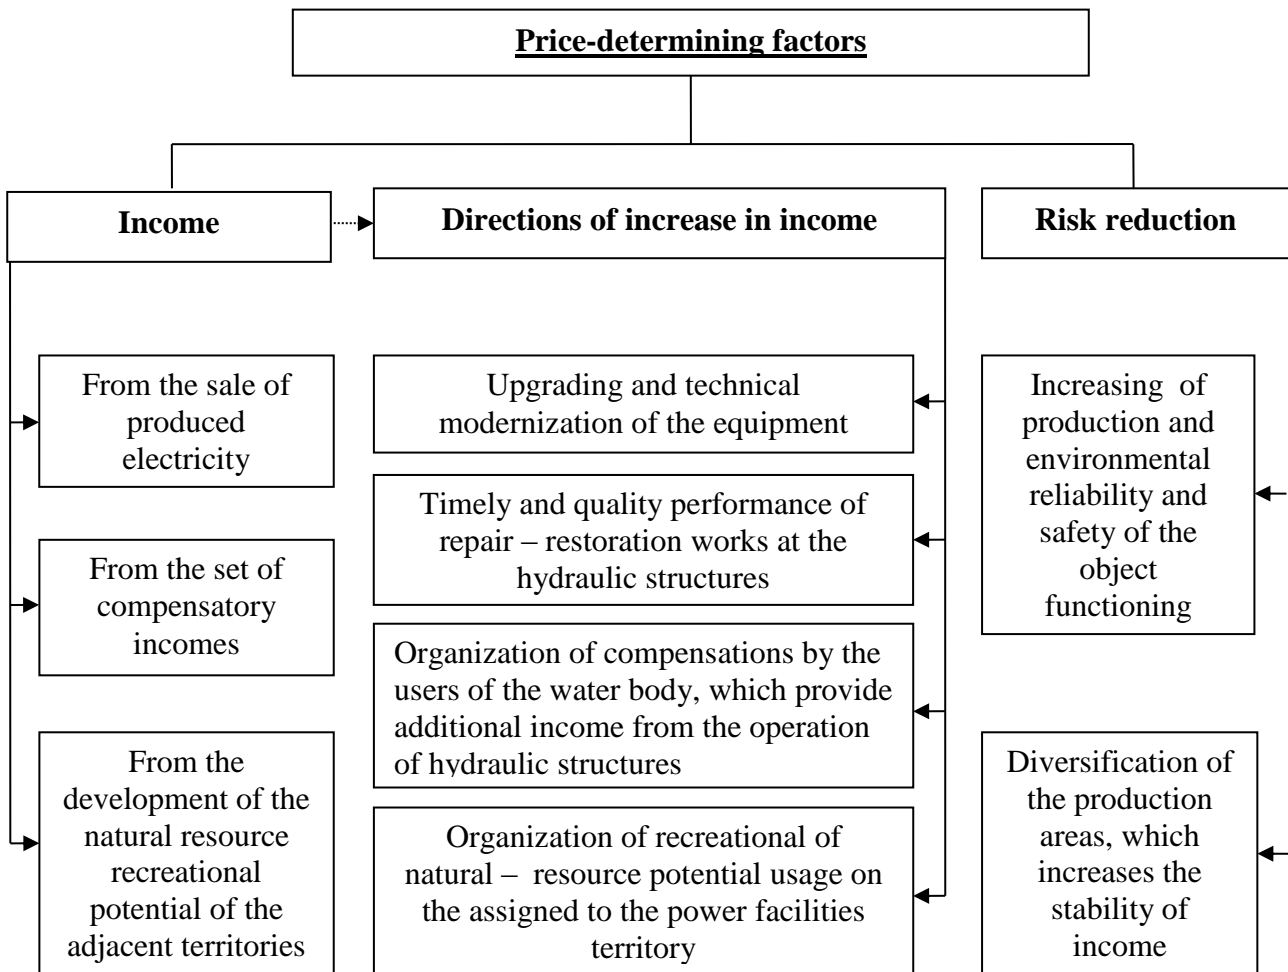 Price-determining factors
Income
Directions of increase in income
Risk reduction
From the sale of
produced
electricity
From the set of
compensatory
incomes
From the
development of the
natural resource
recreational
potential of the
adjacent territories
Upgrading and technical
modernization of the equipment
Timely and quality performance of
repair – restoration works at the
hydraulic structures
Organization of compensations by the
users of the water body, which provide
additional income from the operation
of hydraulic structures
Organization of recreational of
natural – resource potential usage on
the assigned to the power facilities
territory
Increasing of
production and
environmental
reliability and
safety of the
object
functioning
Diversification of
the production
areas, which
increases the
stability of
income